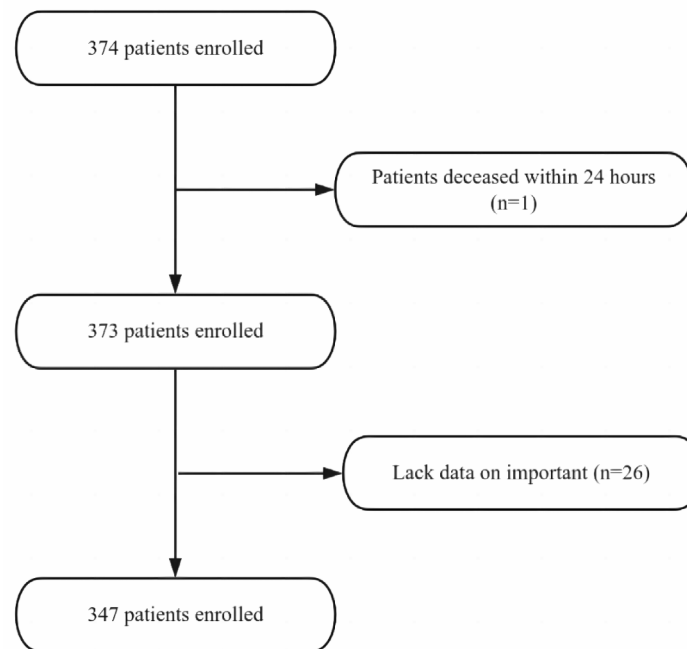 374 patients enrolled
Patients deceased within 24 hours
(n=1)
373 patients enrolled
Lack data on important (n=26)
347 patients enrolled